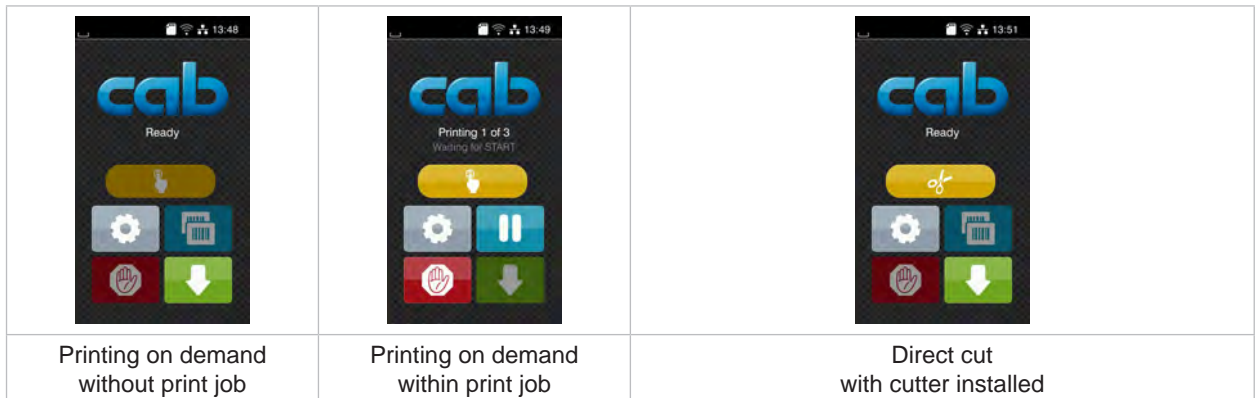 13:48
cab
Ready
13:49
cab
Printing 1 of 3
Waiting for START
13:51
cab
Ready
Printing on demand
without print job
Printing on demand
within print job
Direct cut
with cutter installed